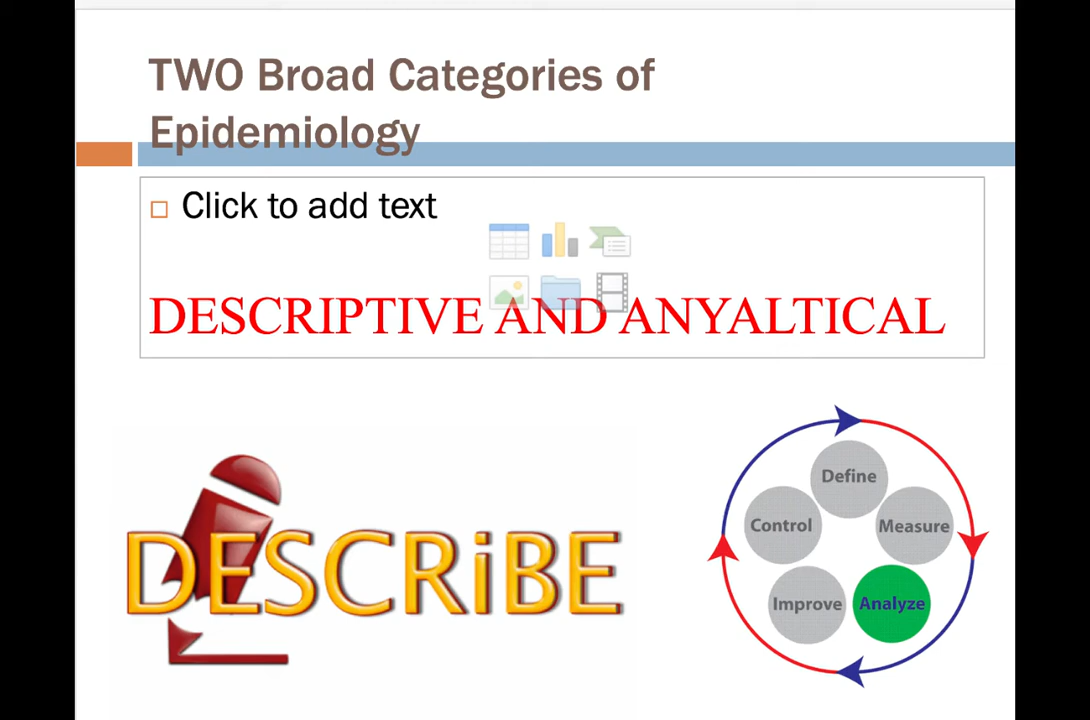 TWO Broad Categories of
Epidemiology
Click to add text
DESCRIPTIVE AND ANYALTICAL
DESCRiBE
Define
Control
Measure
Improve
Analyze